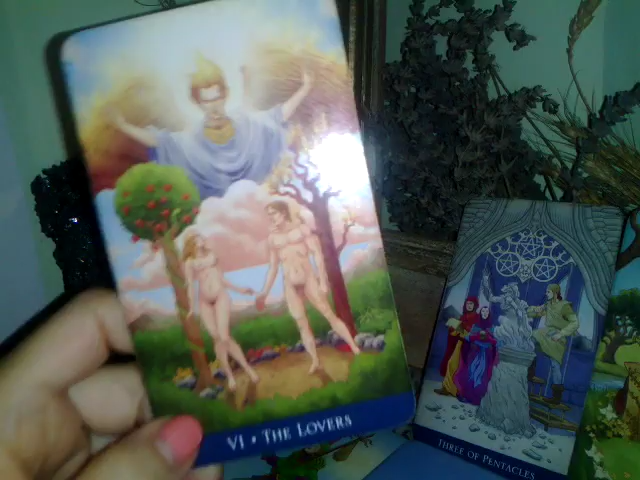 VI • THE LOVERS
THREE OF PENTACLES